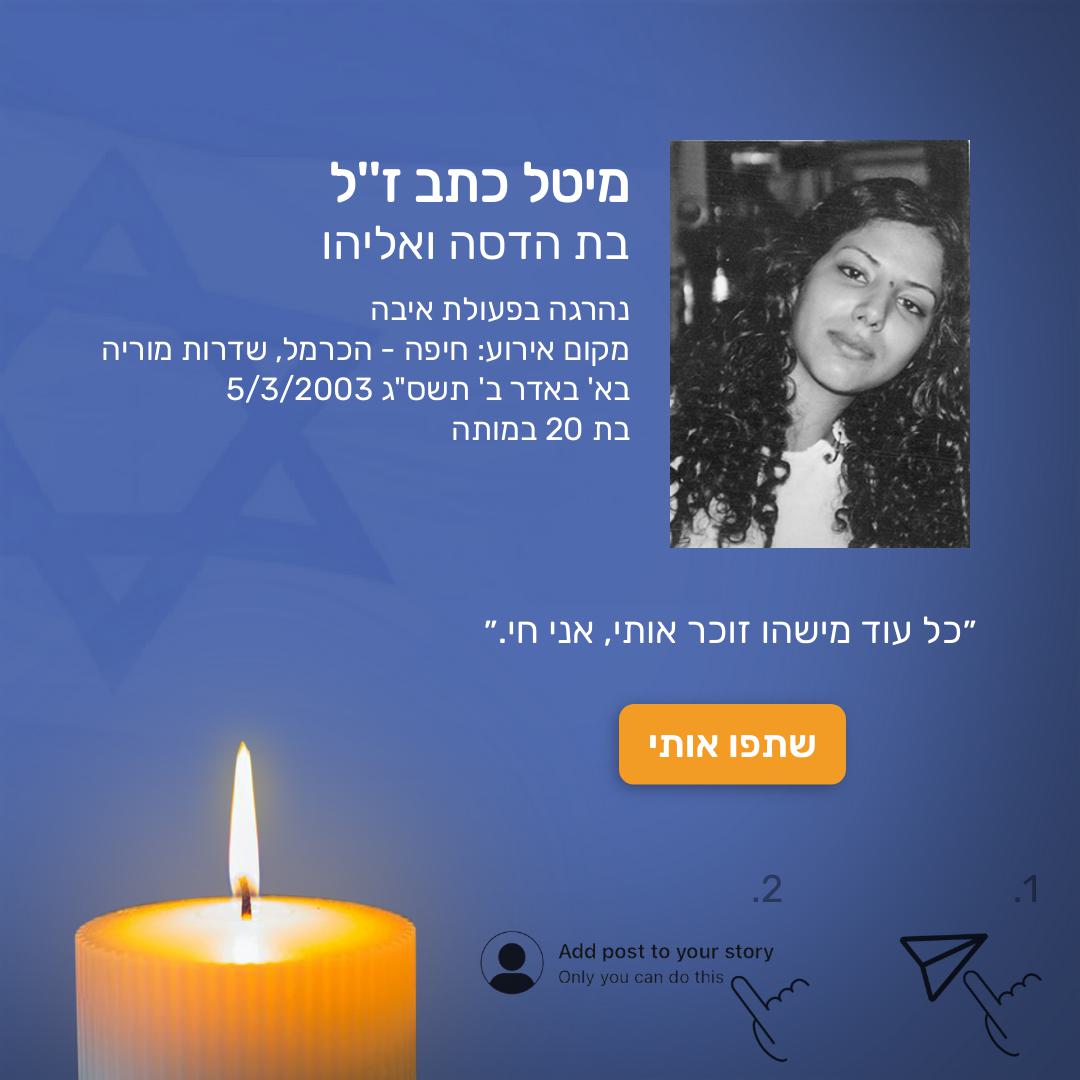 מיטל כתב ז"ל
בת הדסה ואליהו
נהרגה בפעולת איבה
מקום אירוע: חיפה - הכרמל, שדרות מוריה
בא' באדר ב' תשס"ג 5/3/2003
בת 20 במותה
״כל עוד מישהו זוכר אותי, אני חי.״
שתפו אותי
1.
2.
Add post to your story
Only you can do this